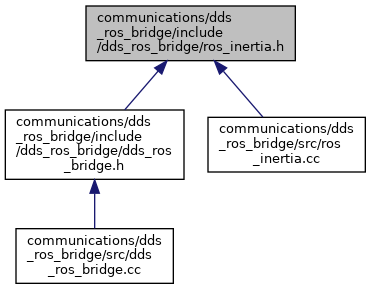 communications/dds
_ros_bridge/include
/dds_ros_bridge/ros_inertia.h
communications/dds
_ros_bridge/include
/dds_ros_bridge/dds_ros
_bridge.h
communications/dds
_ros_bridge/src/ros
_inertia.cc
communications/dds
_ros_bridge/src/dds
_ros_bridge.cc